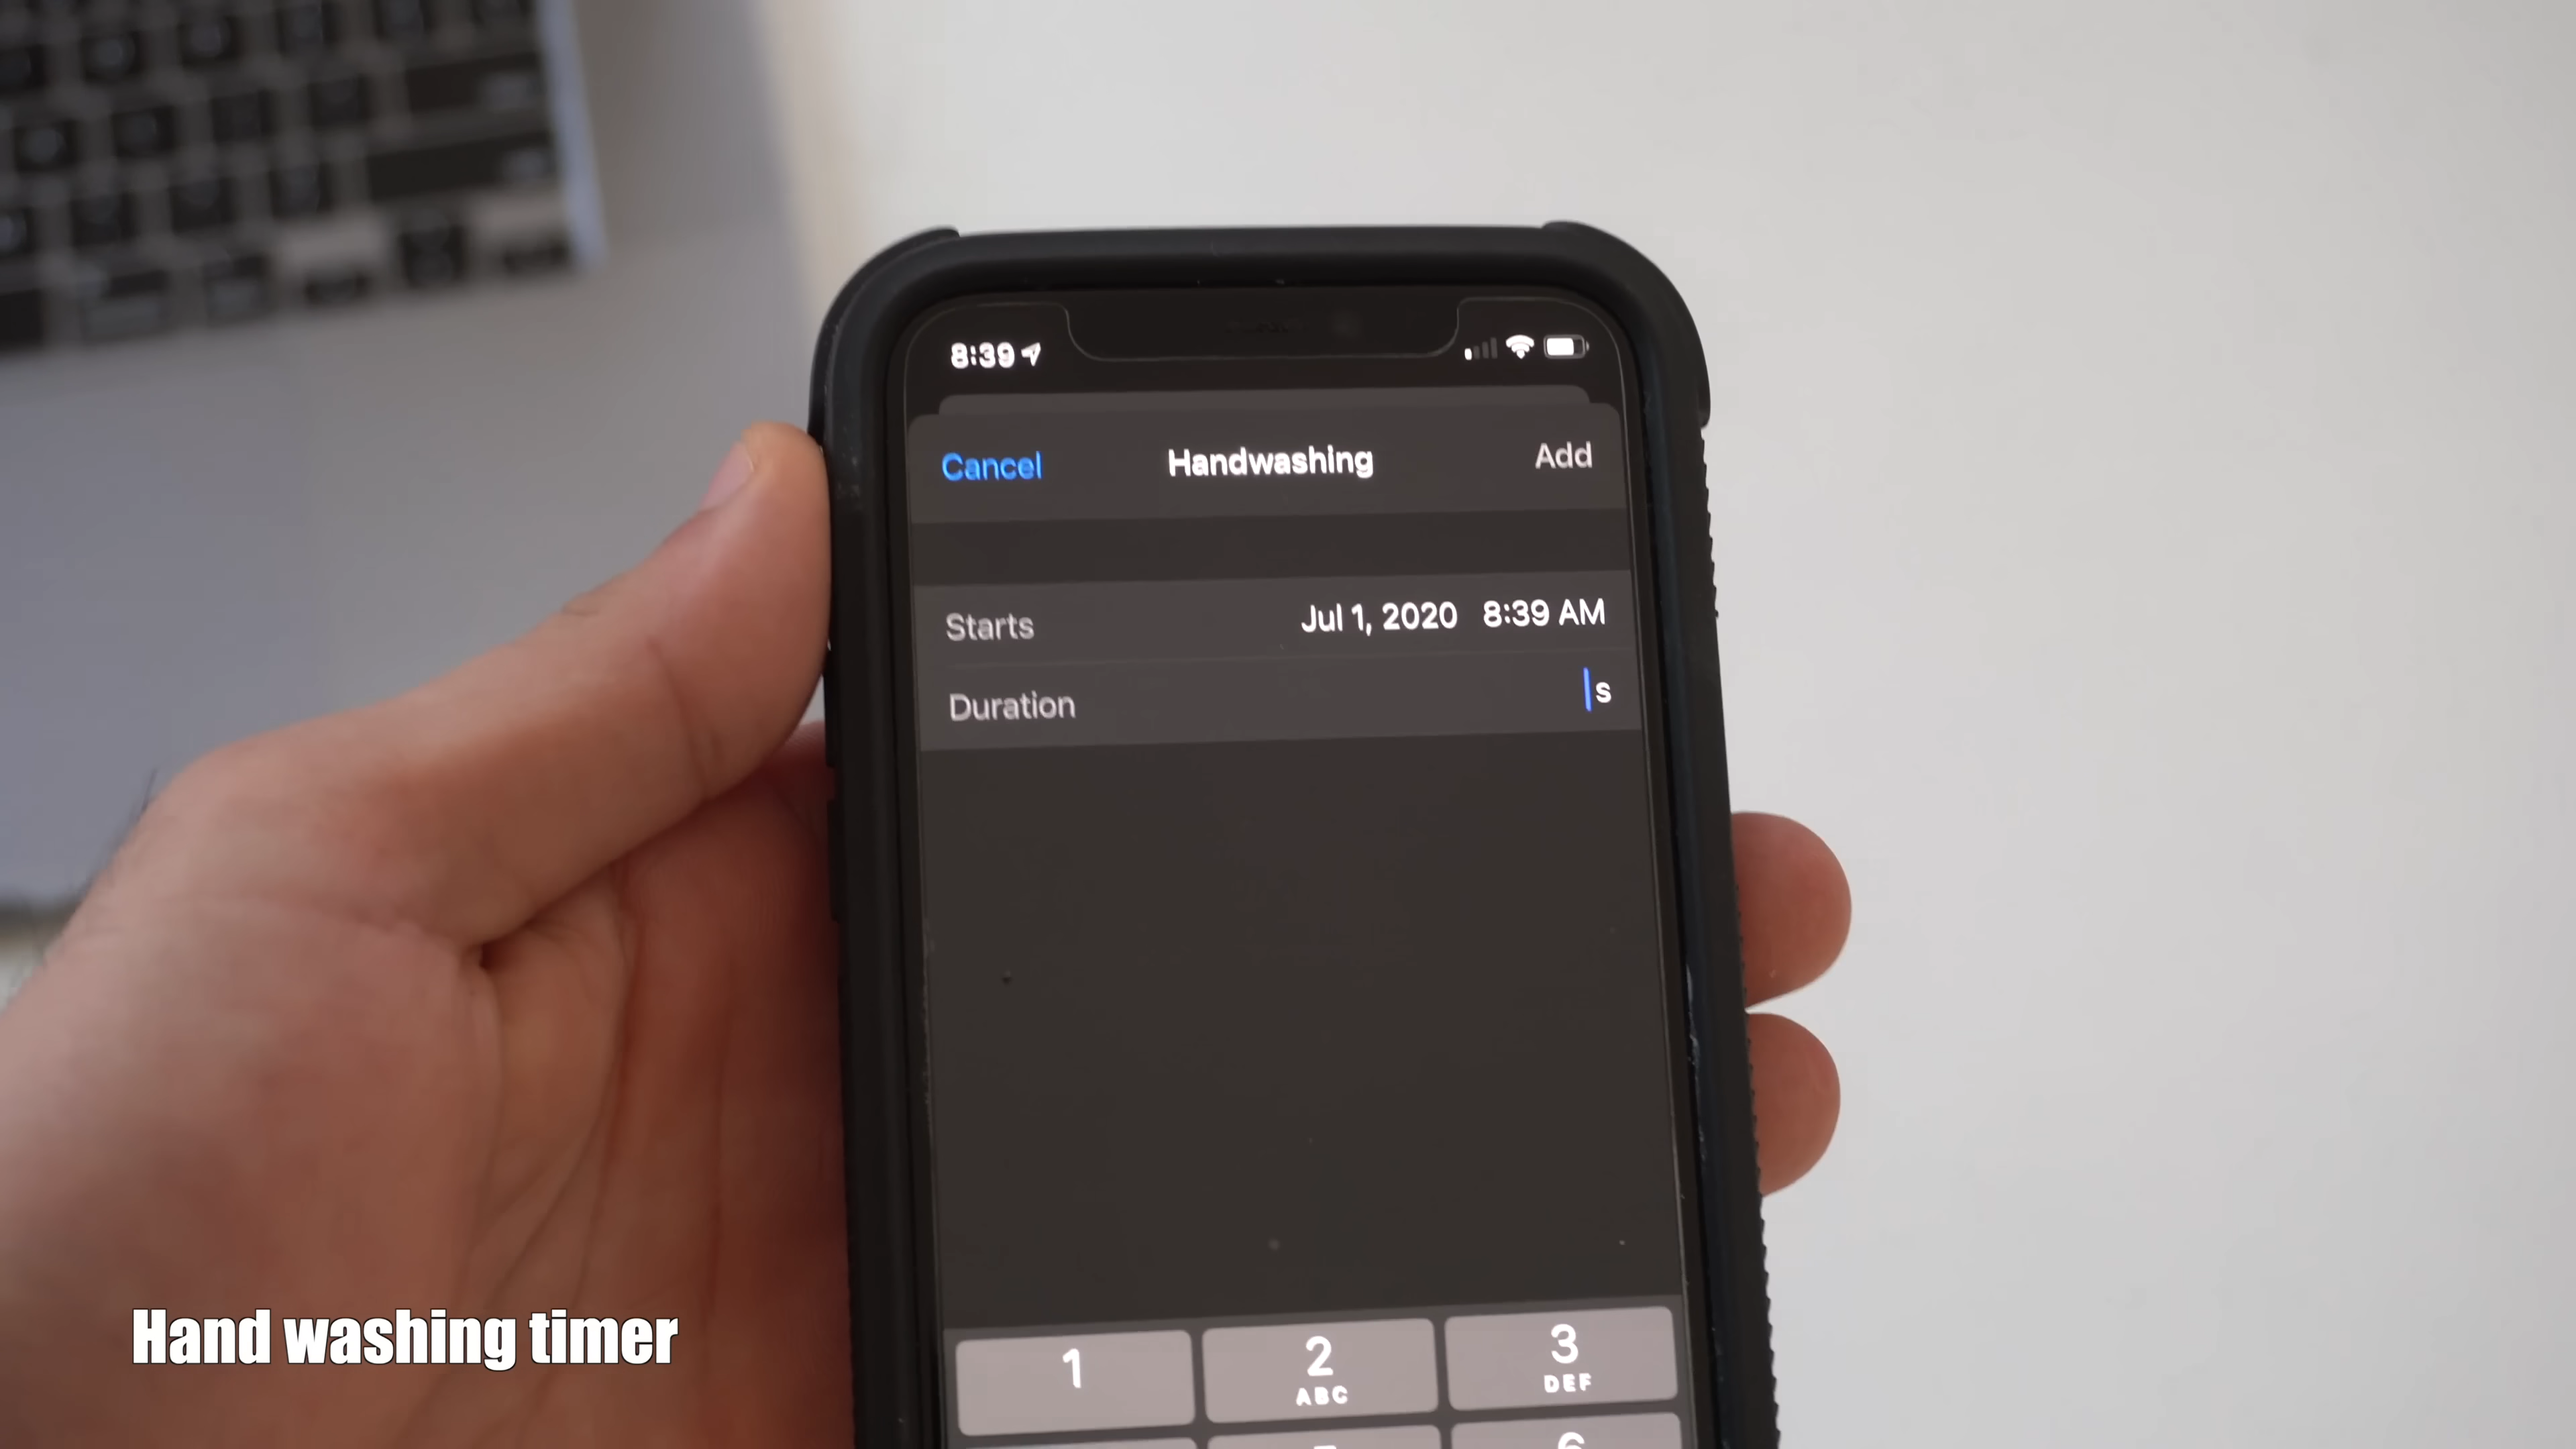 8:39
Cancel Handwashing Add
Starts Jul 1, 2020 8:39 AM
Duration s
1 2 3
ABC DEF
6
Hand washing timer